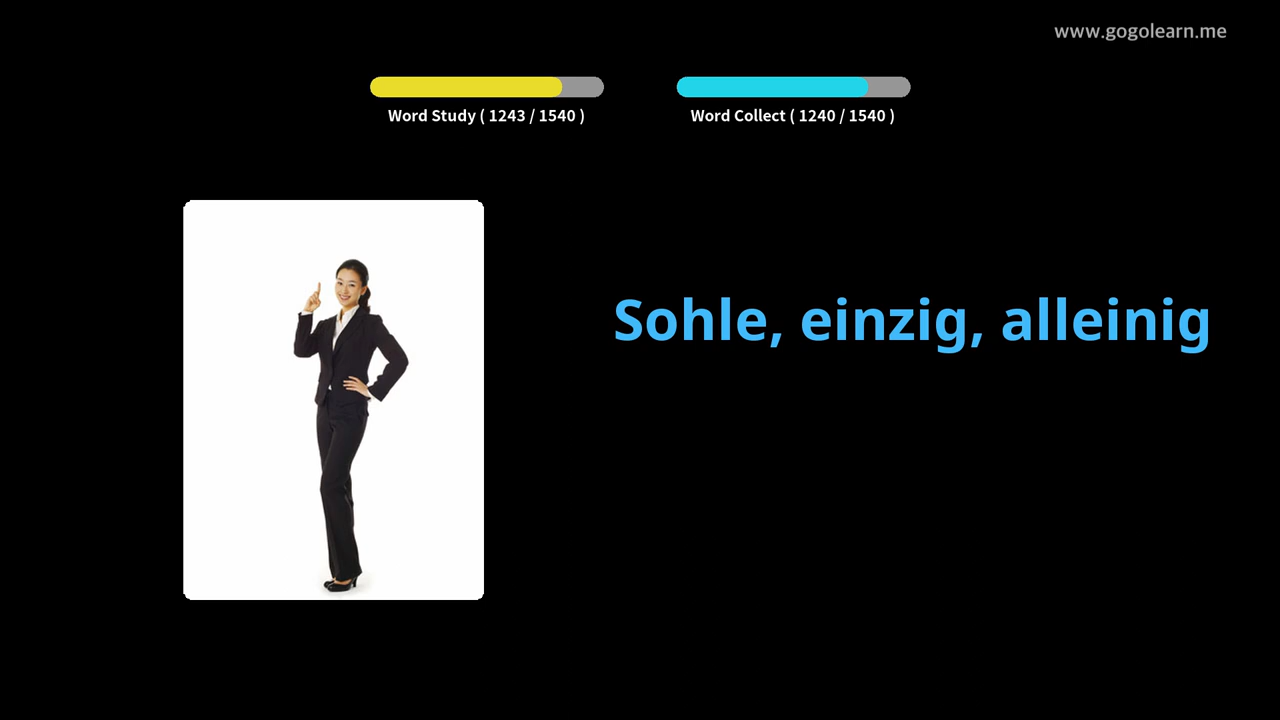 www.gogolearn.me
Word Study ( 1243 / 1540 )
Word Collect ( 1240 / 1540 )
Sohle, einzig, alleinig